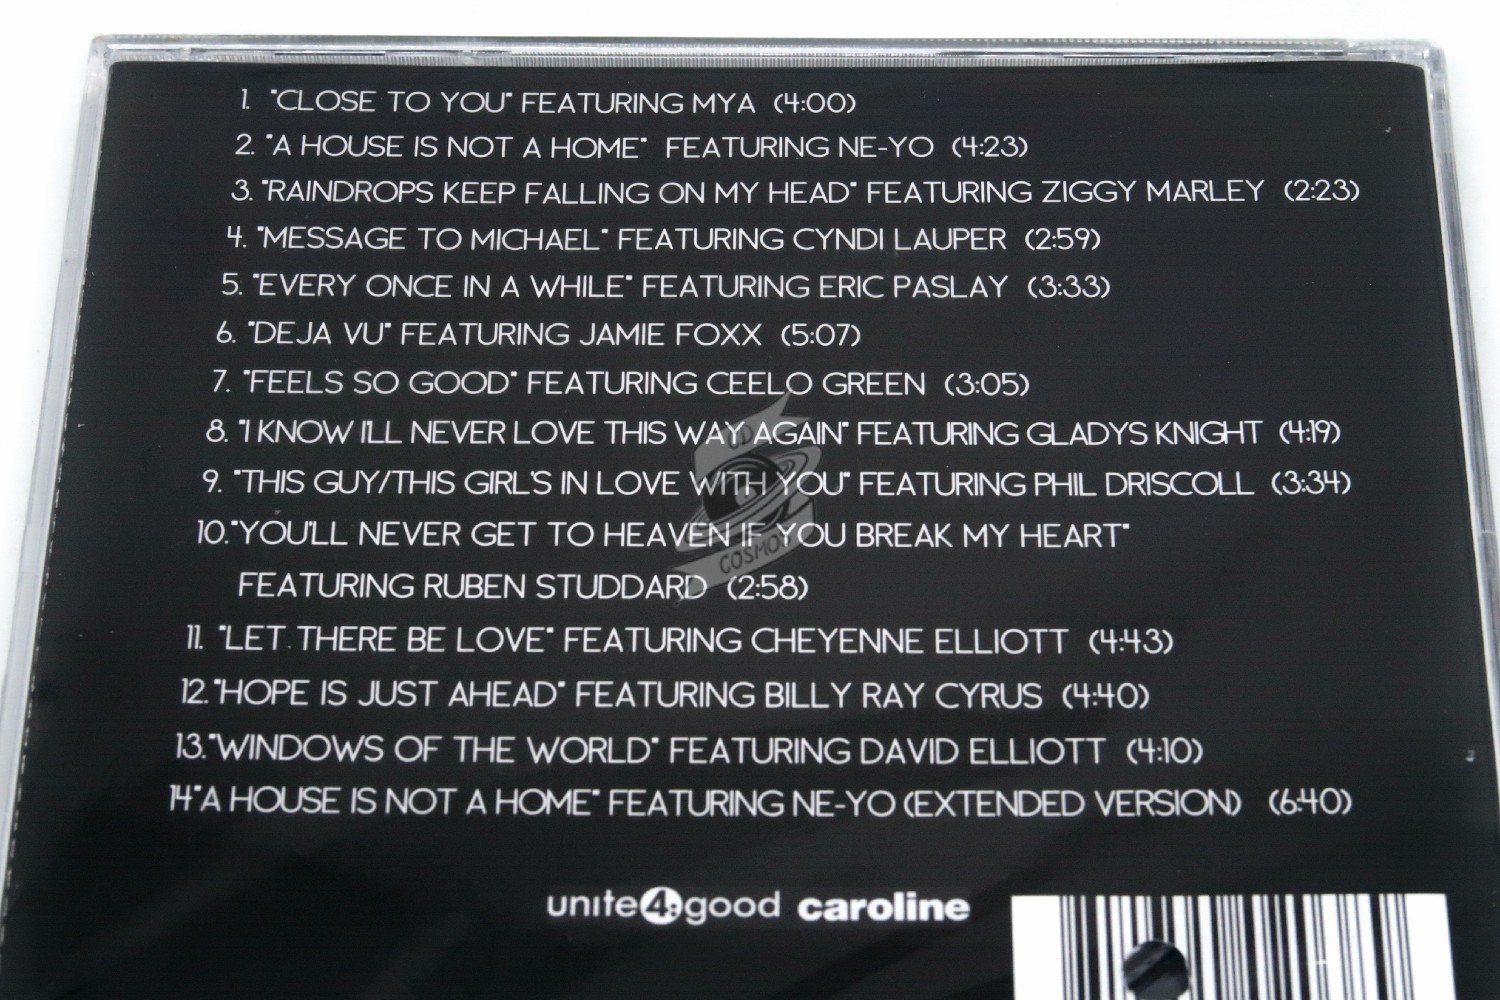 1. "CLOSE TO YOU" FEATURING MYA (4:00)
2. "A HOUSE IS NOT A HOME" FEATURING NE-YO (4:23)
3. "RAINDROPS KEEP FALLING ON MY HEAD" FEATURING ZIGGY MARLEY (2:23)
4. "MESSAGE TO MICHAEL" FEATURING CYNDI LAUPER (2:59)
5. "EVERY ONCE IN A WHILE" FEATURING ERIC PASLAY (3:33)
6. "DEJA VU" FEATURING JAMIE FOXX (5:07)
7. "FEELS SO GOOD" FEATURING CEELO GREEN (3:05)
8. "I KNOW I'LL NEVER LOVE THIS WAY AGAIN" FEATURING GLADYS KNIGHT (4:19)
9. "THIS GUY/THIS GIRL'S IN LOVE WITH YOU" FEATURING PHIL DRISCOLL (3:34)
10. "YOU'LL NEVER GET TO HEAVEN IF YOU BREAK MY HEART"
FEATURING RUBEN STUDDARD (2:58)
11. "LET THERE BE LOVE" FEATURING CHEYENNE ELLIOTT (4:43)
12. "HOPE IS JUST AHEAD" FEATURING BILLY RAY CYRUS (4:40)
13. "WINDOWS OF THE WORLD" FEATURING DAVID ELLIOTT (4:10)
14 "A HOUSE IS NOT A HOME" FEATURING NE-YO (EXTENDED VERSION) (6:40)
unite4:good caroline
CD
COSMOS